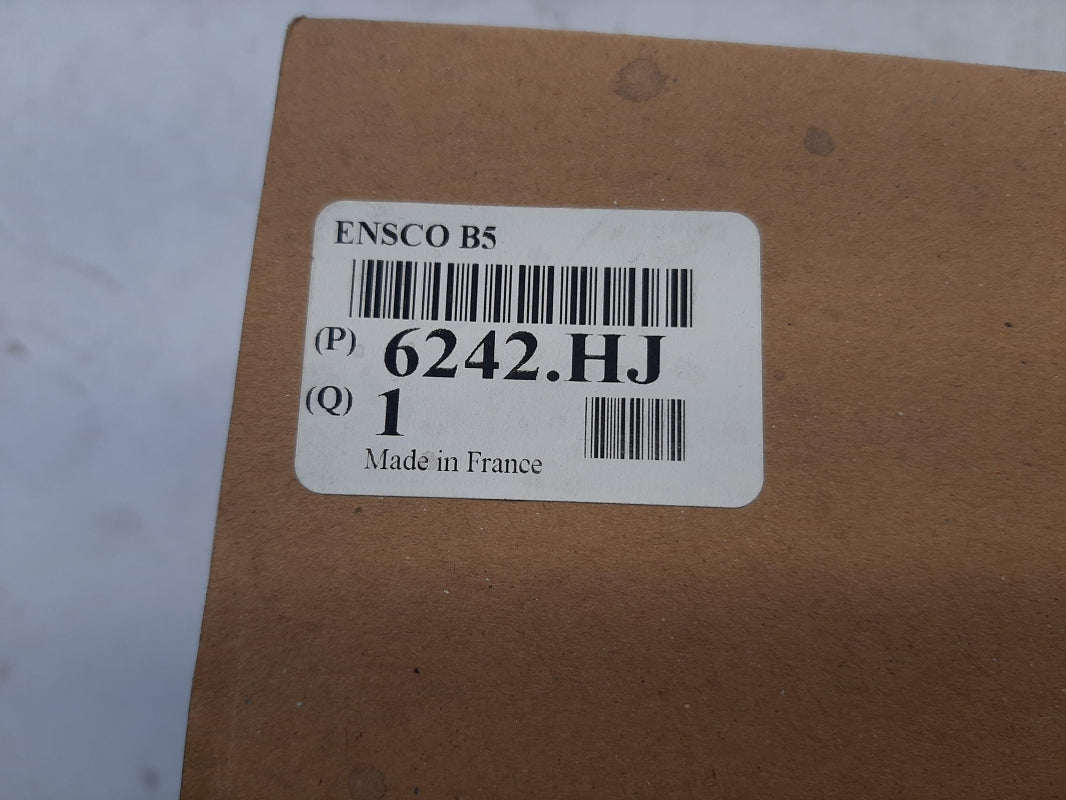 ENSCO B5
(P) 6242.HJ
(Q) 1
Made in France